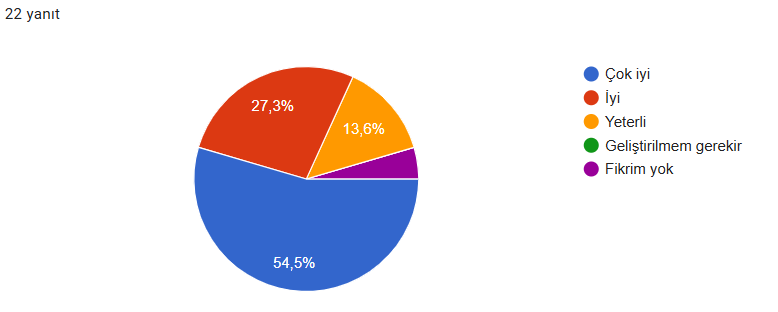 22 yanıt
27,3%
13,6%
54,5%
Çok iyi
İyi
Yeterli
Geliştirilmem gerekir
Fikrim yok